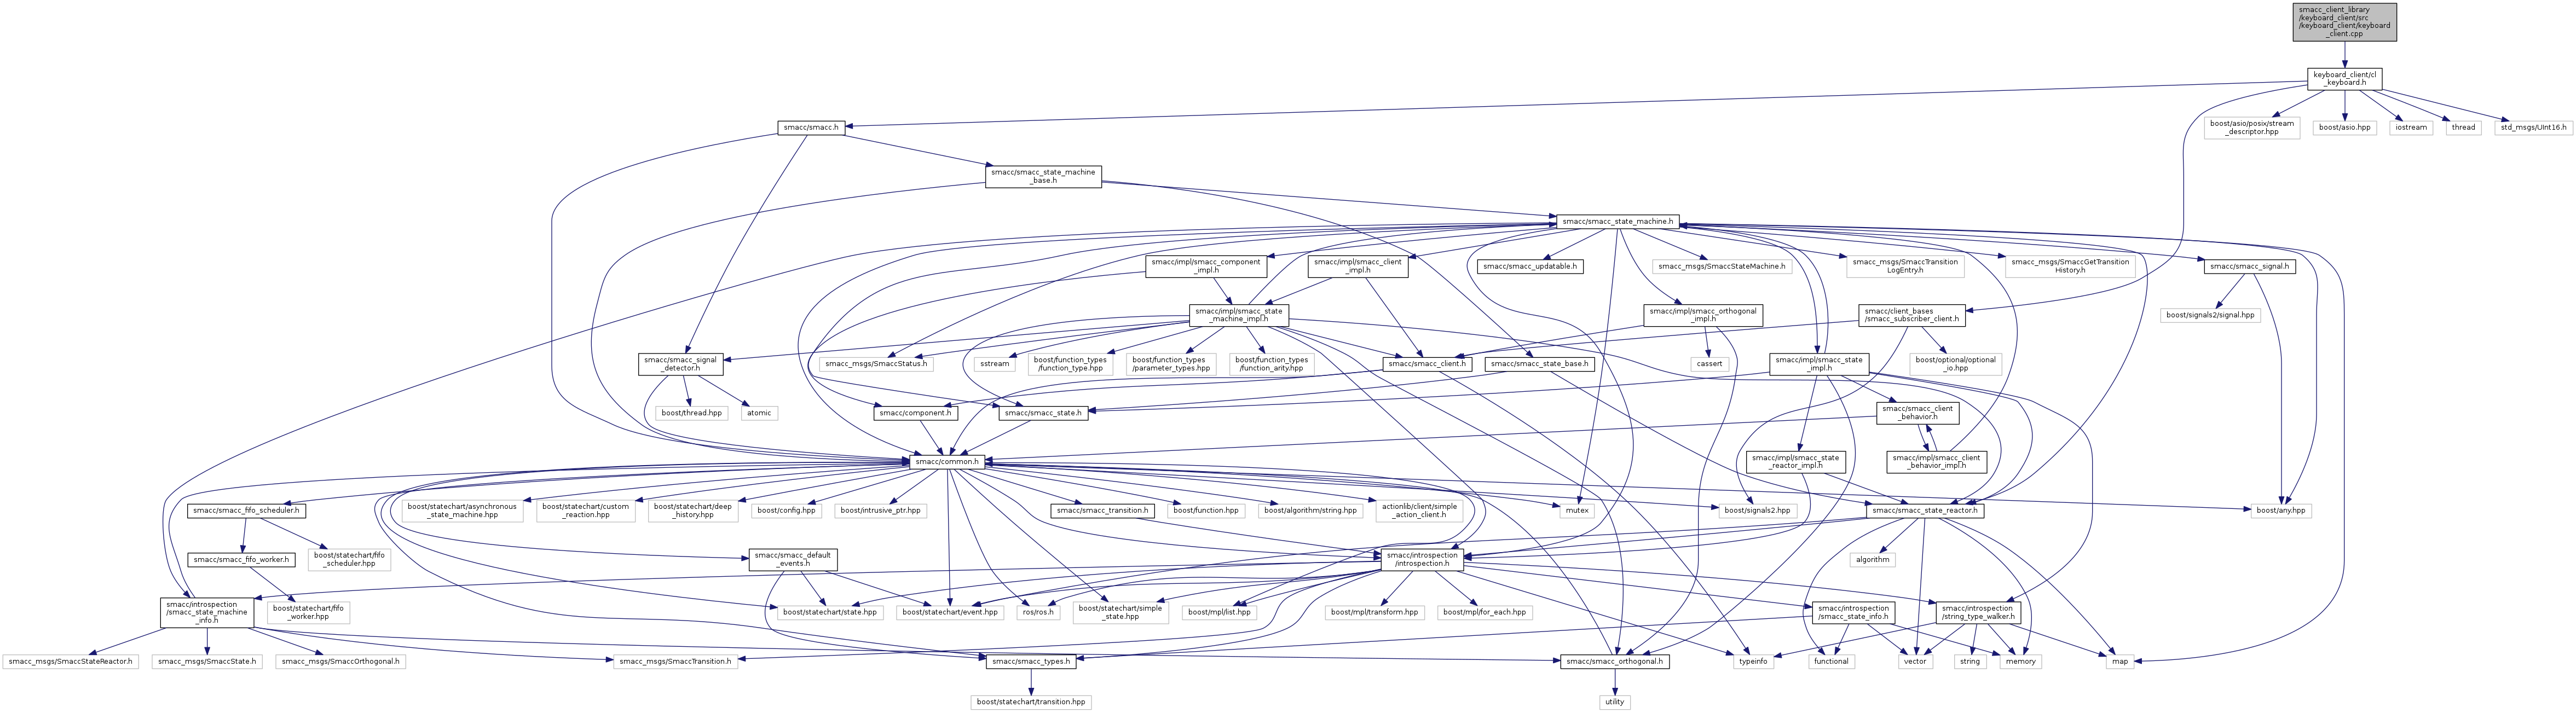 smacc_client_library
/keyboard_client/src
/keyboard_client/keyboard
_client.cpp
keyboard_client/cl
_keyboard.h
smacc/smacc.h
boost/asio/posix/stream
_descriptor.hpp
boost/asio.hpp
iostream
thread
std_msgs/UInt16.h
smacc/smacc_state_machine
_base.h
smacc/smacc_state_machine.h
smacc/impl/smacc_component
_impl.h
smacc/impl/smacc_client
_impl.h
smacc/smacc_updatable.h
smacc_msgs/SmaccStateMachine.h
smacc_msgs/SmaccTransition
LogEntry.h
smacc_msgs/SmaccGetTransition
History.h
smacc/smacc_signal.h
smacc/impl/smacc_state
_machine_impl.h
smacc/impl/smacc_orthogonal
_impl.h
smacc/client_bases
/smacc_subscriber_client.h
boost/signals2/signal.hpp
smacc/smacc_signal
_detector.h
smacc_msgs/SmaccStatus.h
sstream
boost/function_types
/function_type.hpp
boost/function_types
/parameter_types.hpp
boost/function_types
/function_arity.hpp
smacc/smacc_client.h
smacc/smacc_state_base.h
cassert
smacc/impl/smacc_state
_impl.h
boost/optional/optional
_io.hpp
boost/thread.hpp
atomic
smacc/component.h
smacc/smacc_state.h
smacc/smacc_client
_behavior.h
smacc/common.h
smacc/impl/smacc_state
_reactor_impl.h
smacc/impl/smacc_client
_behavior_impl.h
smacc/smacc_fifo_scheduler.h
boost/statechart/asynchronous
_state_machine.hpp
boost/statechart/custom
_reaction.hpp
boost/statechart/deep
_history.hpp
boost/config.hpp
boost/intrusive_ptr.hpp
smacc/smacc_transition.h
boost/function.hpp
boost/algorithm/string.hpp
actionlib/client/simple
_action_client.h
mutex
boost/signals2.hpp
smacc/smacc_state_reactor.h
boost/any.hpp
smacc/smacc_fifo_worker.h
boost/statechart/fifo
_scheduler.hpp
smacc/smacc_default
_events.h
smacc/introspection
/introspection.h
algorithm
smacc/introspection
/smacc_state_machine
_info.h
boost/statechart/fifo
_worker.hpp
boost/statechart/state.hpp
boost/statechart/event.hpp
ros/ros.h
boost/statechart/simple
_state.hpp
boost/mpl/list.hpp
boost/mpl/transform.hpp
boost/mpl/for_each.hpp
smacc/introspection
/smacc_state_info.h
smacc/introspection
/string_type_walker.h
smacc_msgs/SmaccStateReactor.h
smacc_msgs/SmaccState.h
smacc_msgs/SmaccOrthogonal.h
smacc_msgs/SmaccTransition.h
smacc/smacc_types.h
smacc/smacc_orthogonal.h
typeinfo
functional
vector
string
memory
map
boost/statechart/transition.hpp
utility